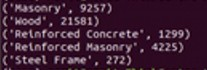 ('Masonry', 9257)
('Wood', 21581)
('Reinforced Concrete', 1299)
('Reinforced Masonry', 4225)
('Steel Frame', 272)